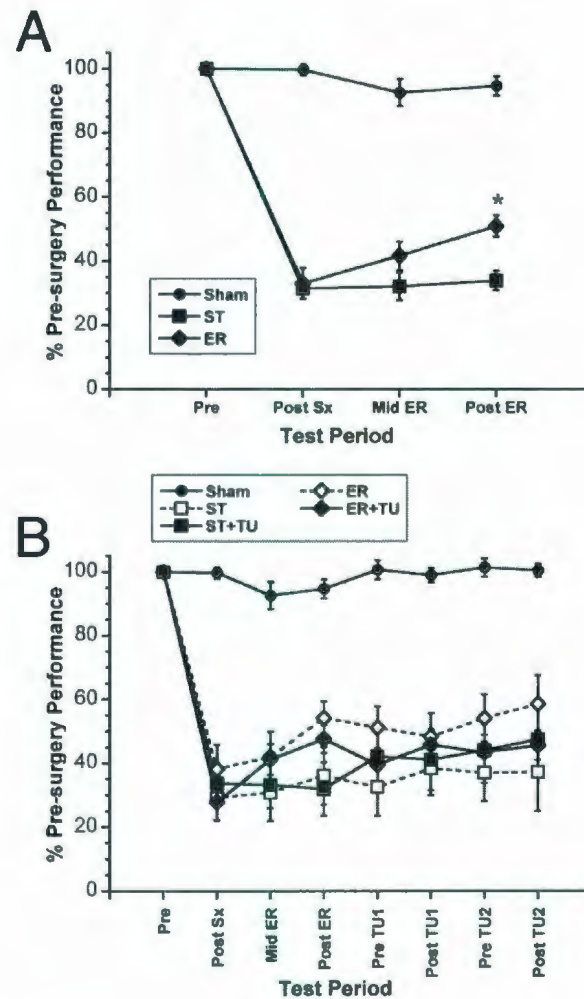 A
% Pre-surgery Performance
100
80
60
40
20
0
*
Sham
ST
ER
Pre
Post Sx
Mid ER
Post ER
Test Period
B
Sham
ER
ST
ER+TU
ST+TU
% Pre-surgery Performance
100
80
60
40
20
0
Pre
Post Sx
Mid ER
Post ER
Pre TU1
Post TU1
Pre TU2
Post TU2
Test Period